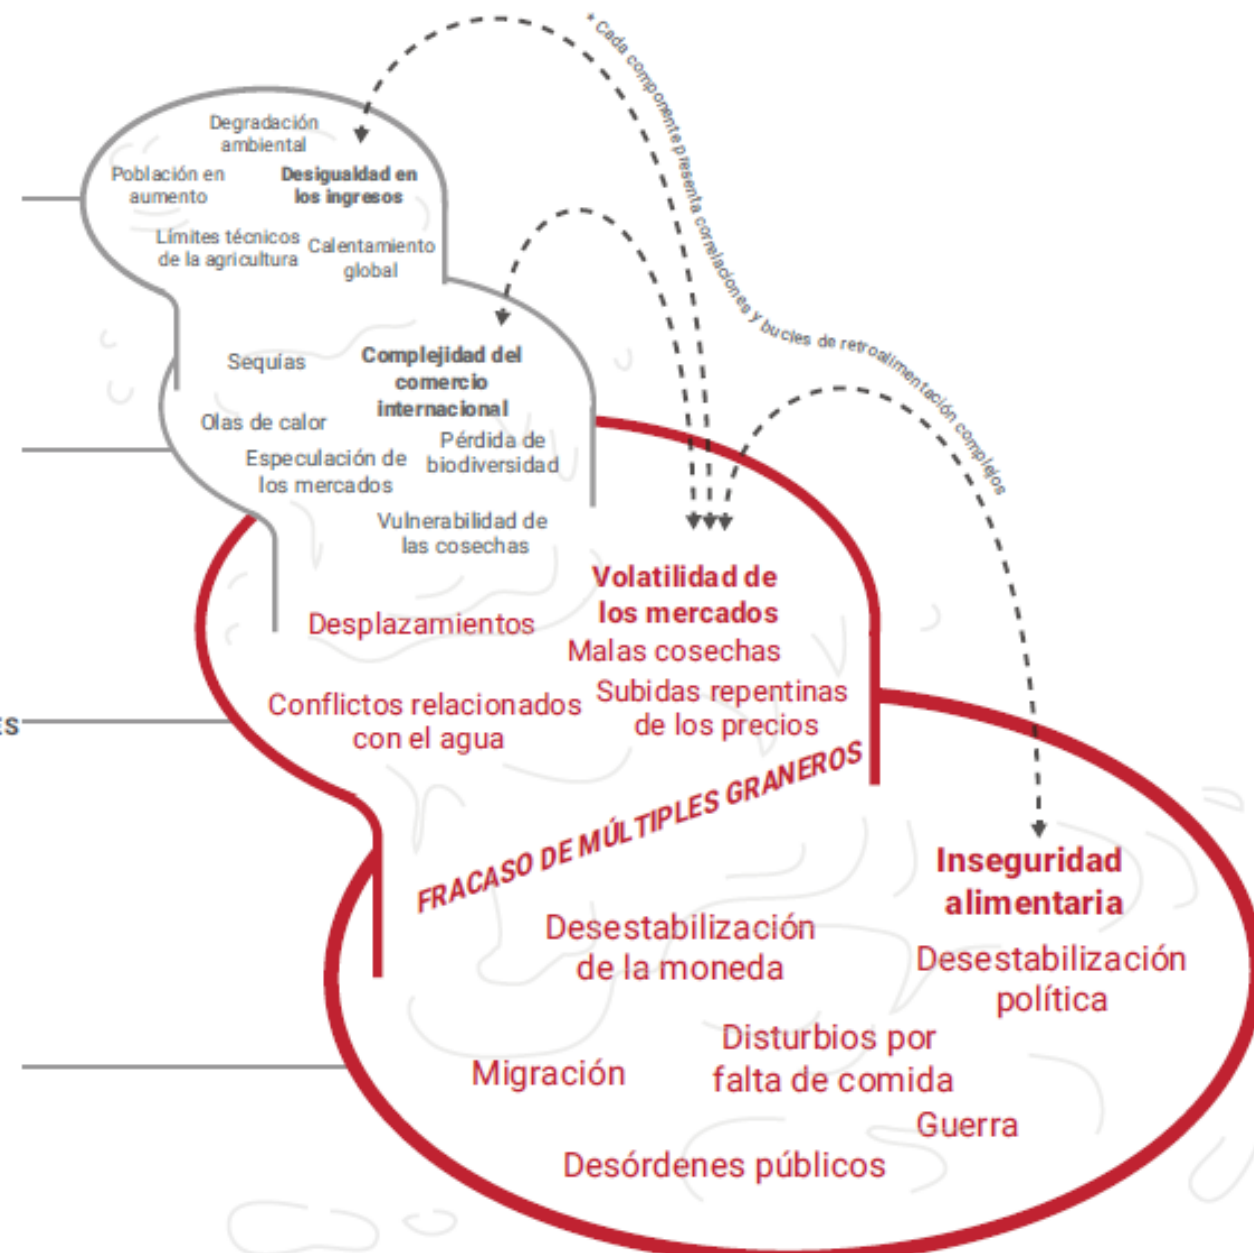 * Cada componente presenta correlaciones y bucles de retroalimentación complejos
Degradación
ambiental
Población en
aumento
Desigualdad en
los ingresos
Límites técnicos
de la agricultura
Calentamiento
global
Sequías
Complejidad del
comercio
internacional
Olas de calor
Pérdida de
biodiversidad
Especulación de
los mercados
Vulnerabilidad de
las cosechas
Volatilidad de
los mercados
Desplazamientos
Malas cosechas
Conflictos relacionados
con el agua
Subidas repentinas
de los precios
ES
FRACASO DE MÚLTIPLES GRANEROS
Inseguridad
alimentaria
Desestabilización
de la moneda
Desestabilización
política
Disturbios por
falta de comida
Migración
Guerra
Desórdenes públicos